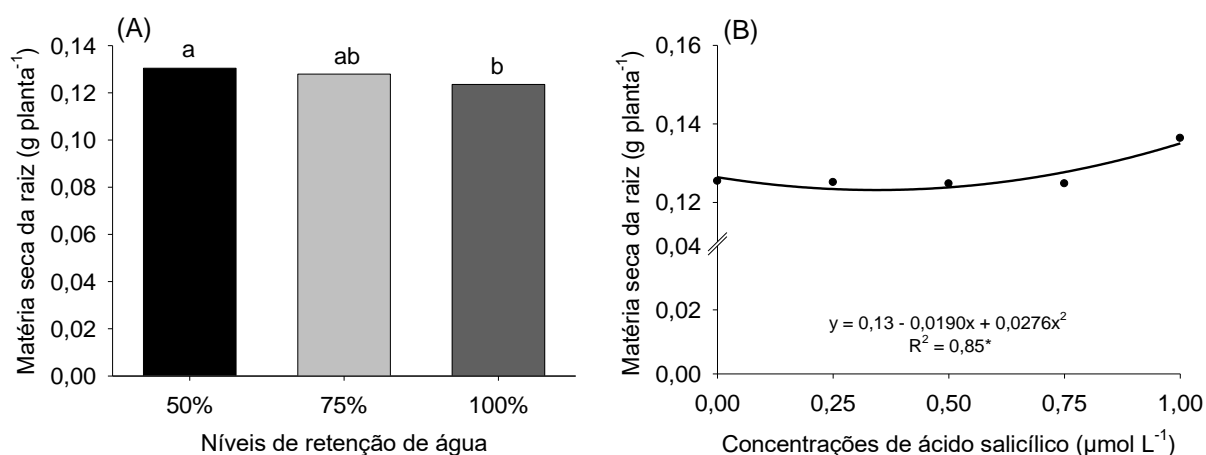 (A)
Matéria seca da raiz (g planta⁻¹)
0,14
0,12
0,10
0,08
0,06
0,04
0,02
0,00
a
ab
b
50%
75%
100%
Níveis de retenção de água
(B)
Matéria seca da raiz (g planta⁻¹)
0,16
0,14
0,12
0,04
0,02
0,00
y = 0,13 - 0,0190x + 0,0276x²
R² = 0,85*
0,00
0,25
0,50
0,75
1,00
Concentrações de ácido salicílico (µmol L⁻¹)